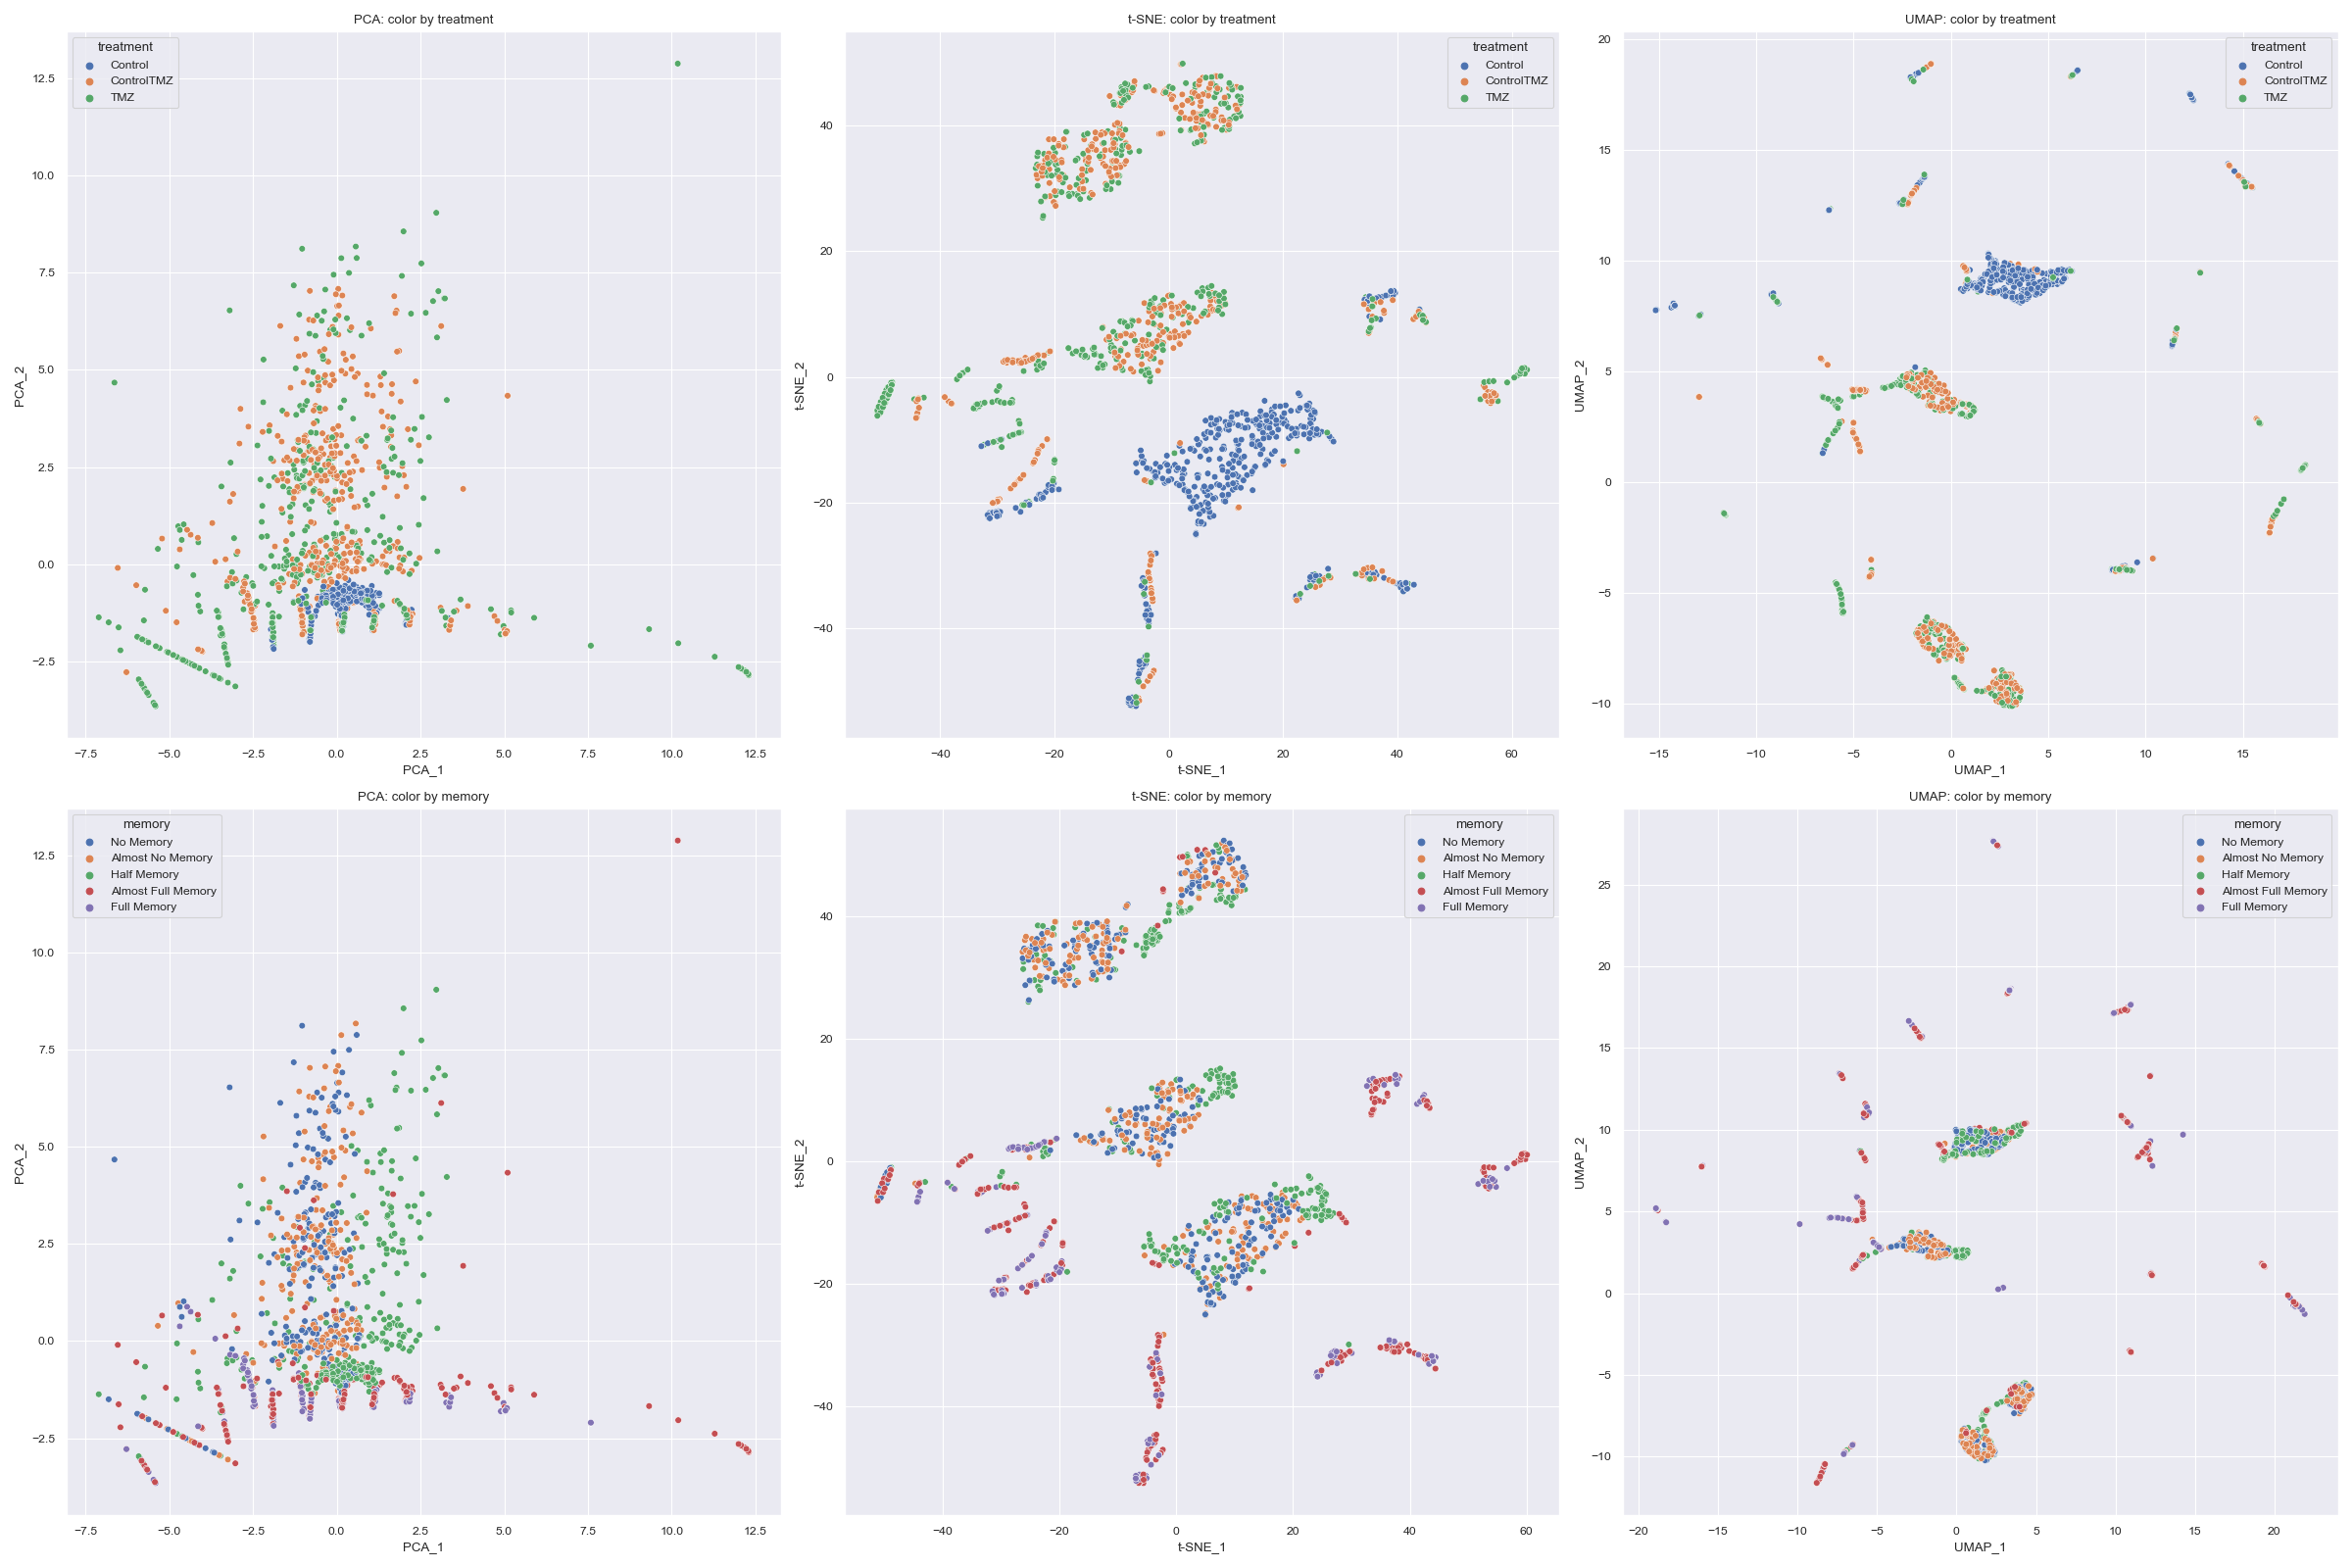 PCA: color by treatment
treatment
Control
ControlTMZ
TMZ
12.5
10.0
7.5
5.0
2.5
0.0
−2.5
PCA_2
−7.5 −5.0 −2.5 0.0 2.5 5.0 7.5 10.0 12.5
PCA_1
t-SNE: color by treatment
treatment
Control
ControlTMZ
TMZ
40
20
0
−20
−40
t-SNE_2
−40 −20 0 20 40 60
t-SNE_1
UMAP: color by treatment
treatment
Control
ControlTMZ
TMZ
20
15
10
5
0
−5
−10
UMAP_2
−15 −10 −5 0 5 10 15
UMAP_1
PCA: color by memory
memory
No Memory
Almost No Memory
Half Memory
Almost Full Memory
Full Memory
12.5
10.0
7.5
5.0
2.5
0.0
−2.5
PCA_2
−7.5 −5.0 −2.5 0.0 2.5 5.0 7.5 10.0 12.5
PCA_1
t-SNE: color by memory
memory
No Memory
Almost No Memory
Half Memory
Almost Full Memory
Full Memory
40
20
0
−20
−40
t-SNE_2
−40 −20 0 20 40 60
t-SNE_1
UMAP: color by memory
memory
No Memory
Almost No Memory
Half Memory
Almost Full Memory
Full Memory
25
20
15
10
5
0
−5
−10
UMAP_2
−20 −15 −10 −5 0 5 10 15 20
UMAP_1